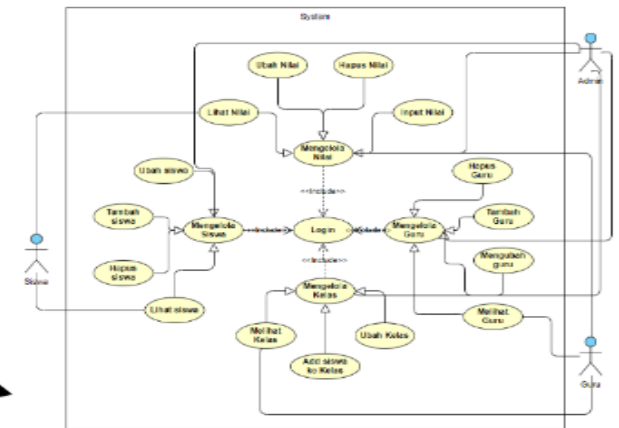 System
Ubah Nilai
Hapus Nilai
Admin
Lihat Nilai
Input Nilai
Mengelola
Nilai
Ubah siswa
Hapus
Guru
<<Include>>
Tambah
siswa
Mengelola
Siswa
<<Include>>
Login
<<Include>>
Mengelola
Guru
Tambah
Guru
Siswa
Hapus
siswa
<<Include>>
Mengubah
guru
Mengelola
Kelas
Lihat siswa
Melihat
Kelas
Add siswa
ke Kelas
Ubah Kelas
Melihat
Guru
Guru